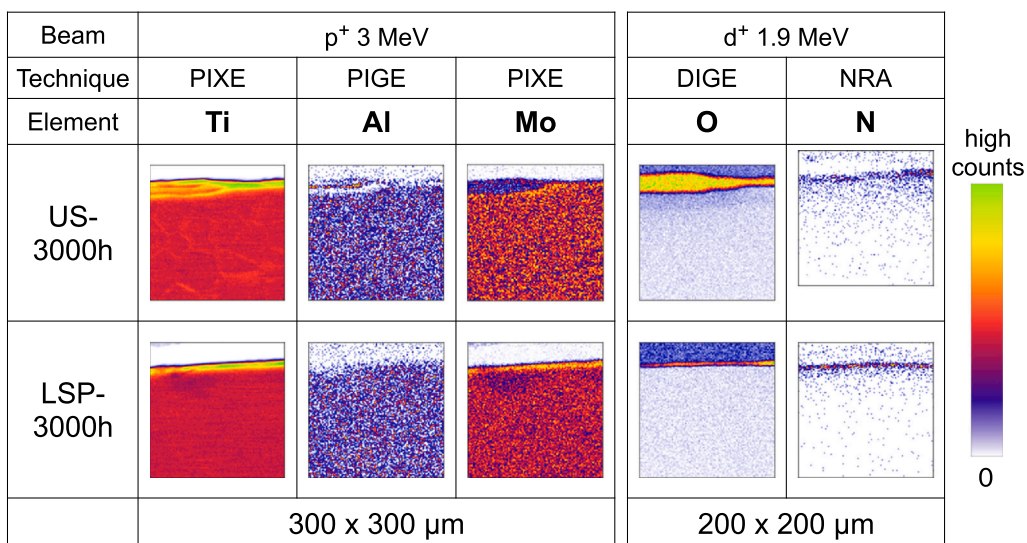 Beam p⁺ 3 MeV d⁺ 1.9 MeV
Technique PIXE PIGE PIXE DIGE NRA
Element Ti Al Mo O N
high
counts
US-
3000h
LSP-
3000h
0
300 x 300 µm 200 x 200 µm